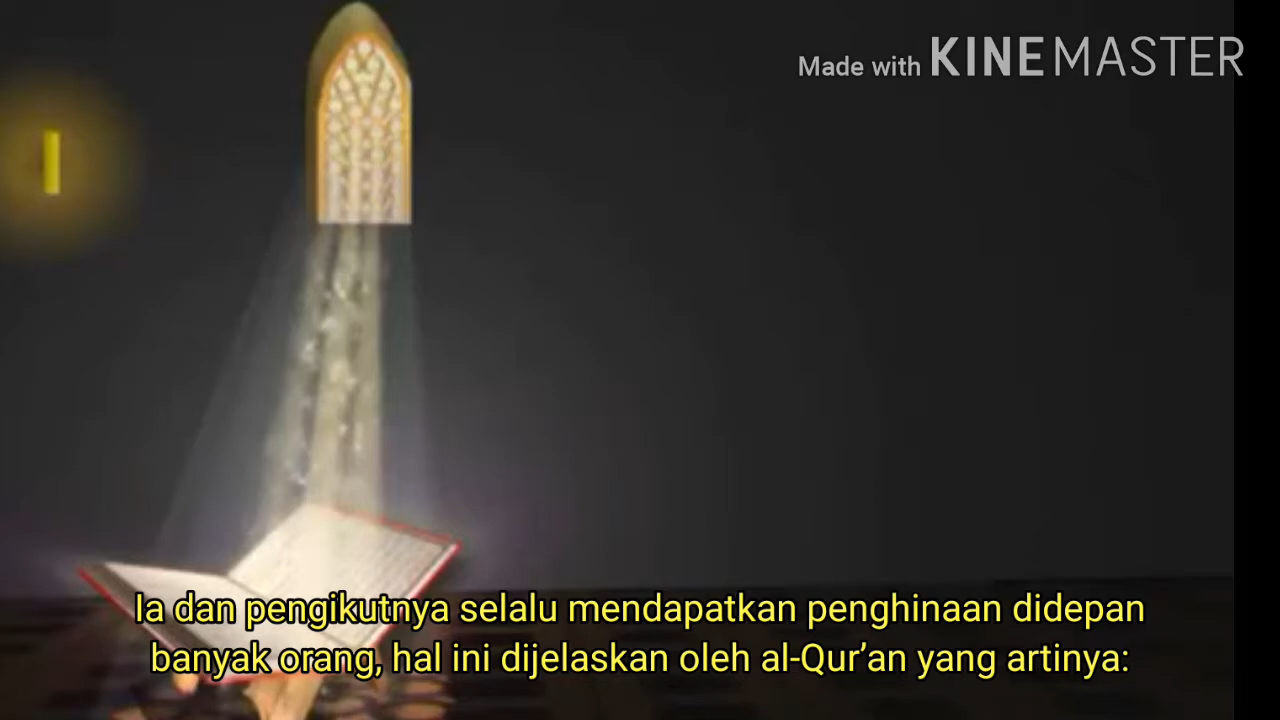 Made with KINEMASTER
I
Ia dan pengikutnya selalu mendapatkan penghinaan didepan
banyak orang, hal ini dijelaskan oleh al-Qur’an yang artinya: